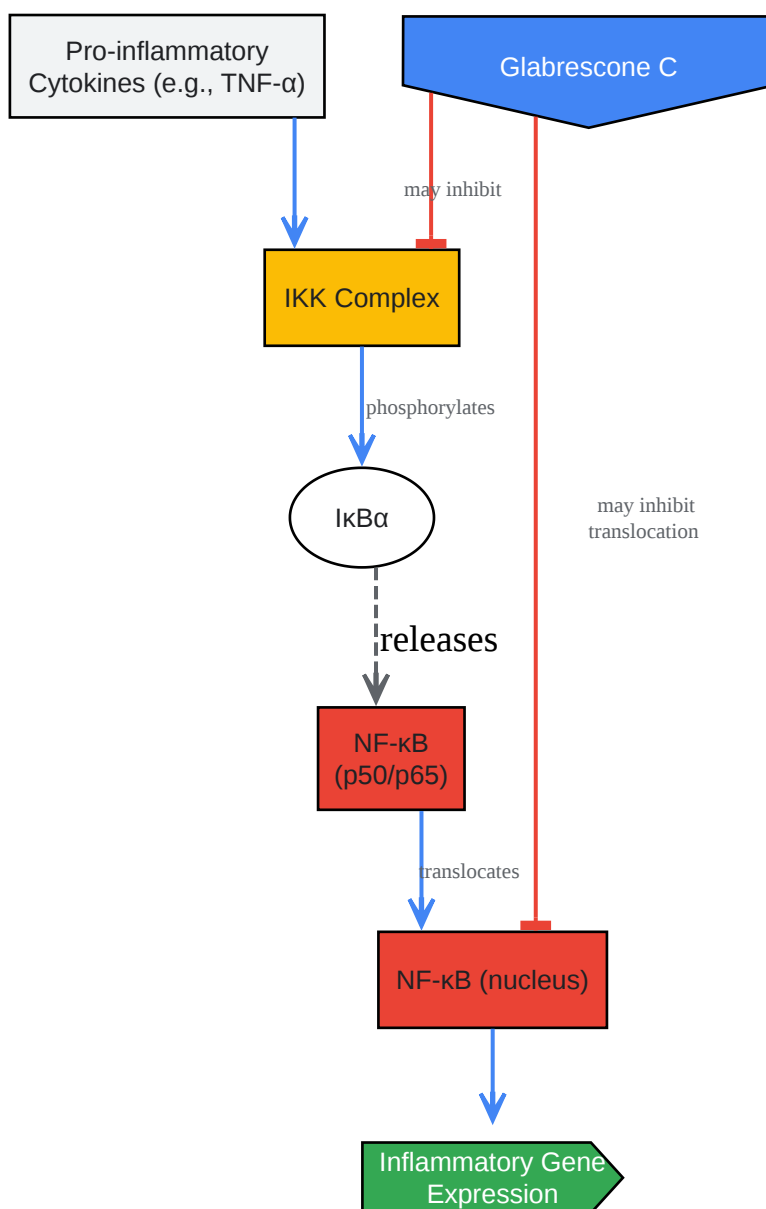 Pro-inflammatory
Cytokines (e.g., TNF-α)
Glabrescone C
may inhibit
IKK Complex
phosphorylates
IκBα
may inhibit
translocation
releases
NF-κB
(p50/p65)
translocates
NF-κB (nucleus)
Inflammatory Gene
Expression